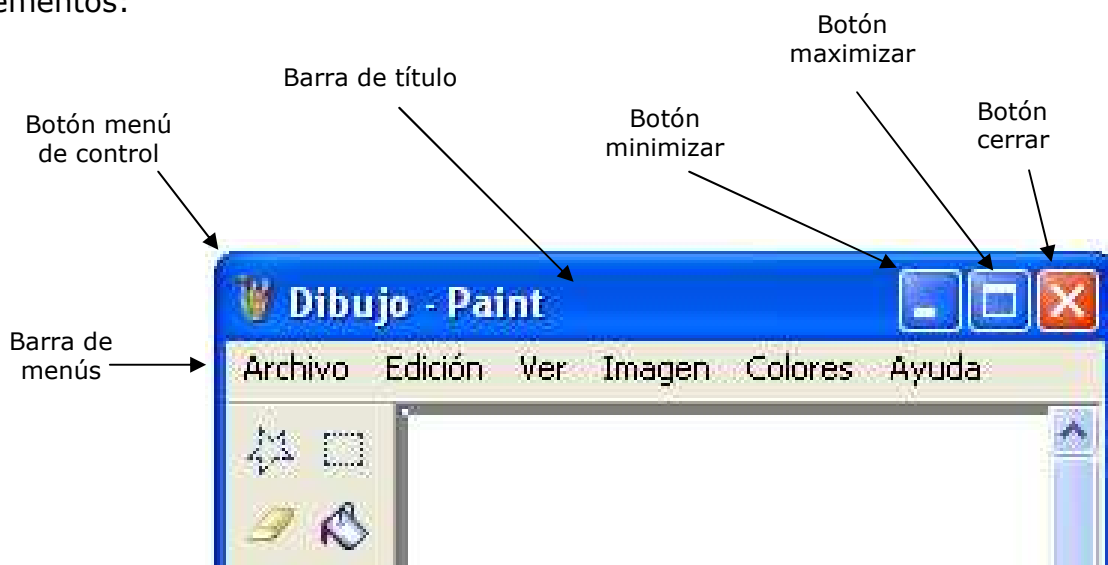 ementos:
Botón
maximizar
Barra de título
Botón
minimizar
Botón
cerrar
Botón menú
de control
Dibujo - Paint
Barra de
menús
Archivo Edición Ver Imagen Colores Ayuda